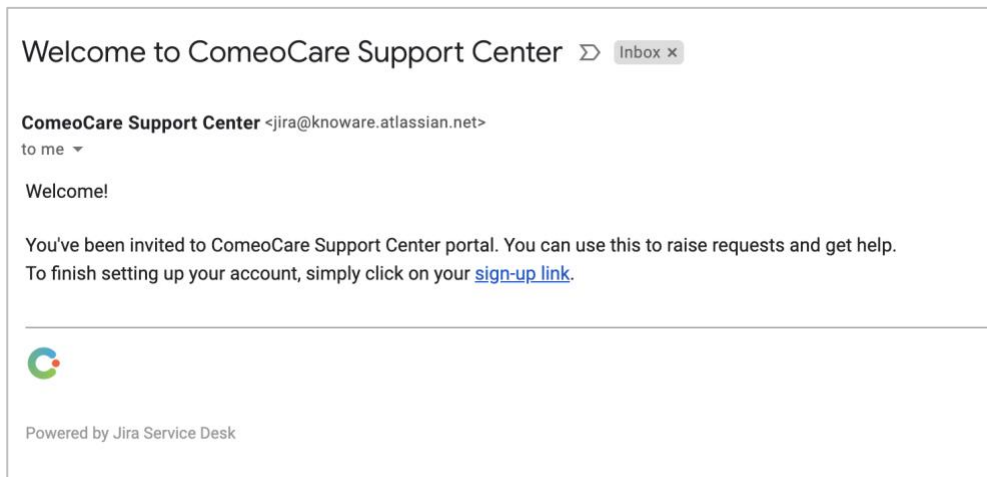 Welcome to ComeoCare Support Center Inbox ×
ComeoCare Support Center <jira@knoware.atlassian.net>
to me
Welcome!
You've been invited to ComeoCare Support Center portal. You can use this to raise requests and get help.
To finish setting up your account, simply click on your sign-up link.
Powered by Jira Service Desk